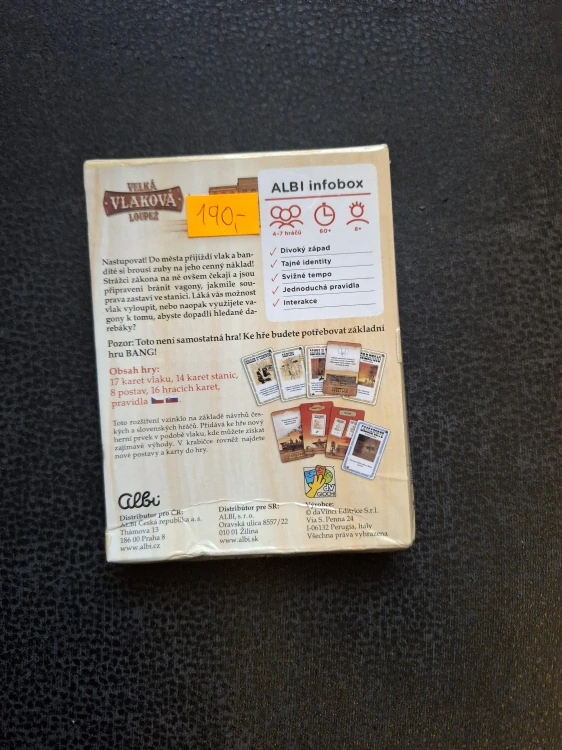 VELKÁ
VLAKOVÁ
LOUPEŽ
190,-
ALBI infobox
4-7 hráčů
60+
8+
Divoký západ
Tajné identity
Svižné tempo
Jednoduchá pravidla
Interakce
Nastupovat! Do města přijíždí vlak a ban-
dité si brousí zuby na jeho cenný náklad!
Strážci zákona na ně ovšem čekají a jsou
připraveni bránit vagony, jakmile sou-
prava zastaví ve stanici. Láká vás možnost
vlak vyloupit, nebo naopak využijete va-
gony k tomu, abyste dopadli hledané da-
rebáky?
Pozor: Toto není samostatná hra! Ke hře budete potřebovat základní
hru BANG!
Obsah hry:
17 karet vlaku, 14 karet stanic,
8 postav, 16 hracích karet,
pravidla
Toto rozšíření vzniklo na základě návrhů čes-
kých a slovenských hráčů. Přidává ke hře nový
herní prvek v podobě vlaku, kde můžete získat
zajímavé výhody. V krabičce rovněž najdete
nové postavy a karty do hry.
Albi
Distributor pro ČR:
ALBI Česká republika a.s.
Thámova 13
186 00 Praha 8
www.albi.cz
Distributor pro SR:
ALBI, s.r.o.
Oravská ulica 8557/22
010 01 Žilina
www.albi.sk
dV
GIOCHI
Výrobce:
© daVinci Editrice S.r.l.
Via S. Penna 24
I-06132 Perugia, Italy
Všechna práva vyhrazena